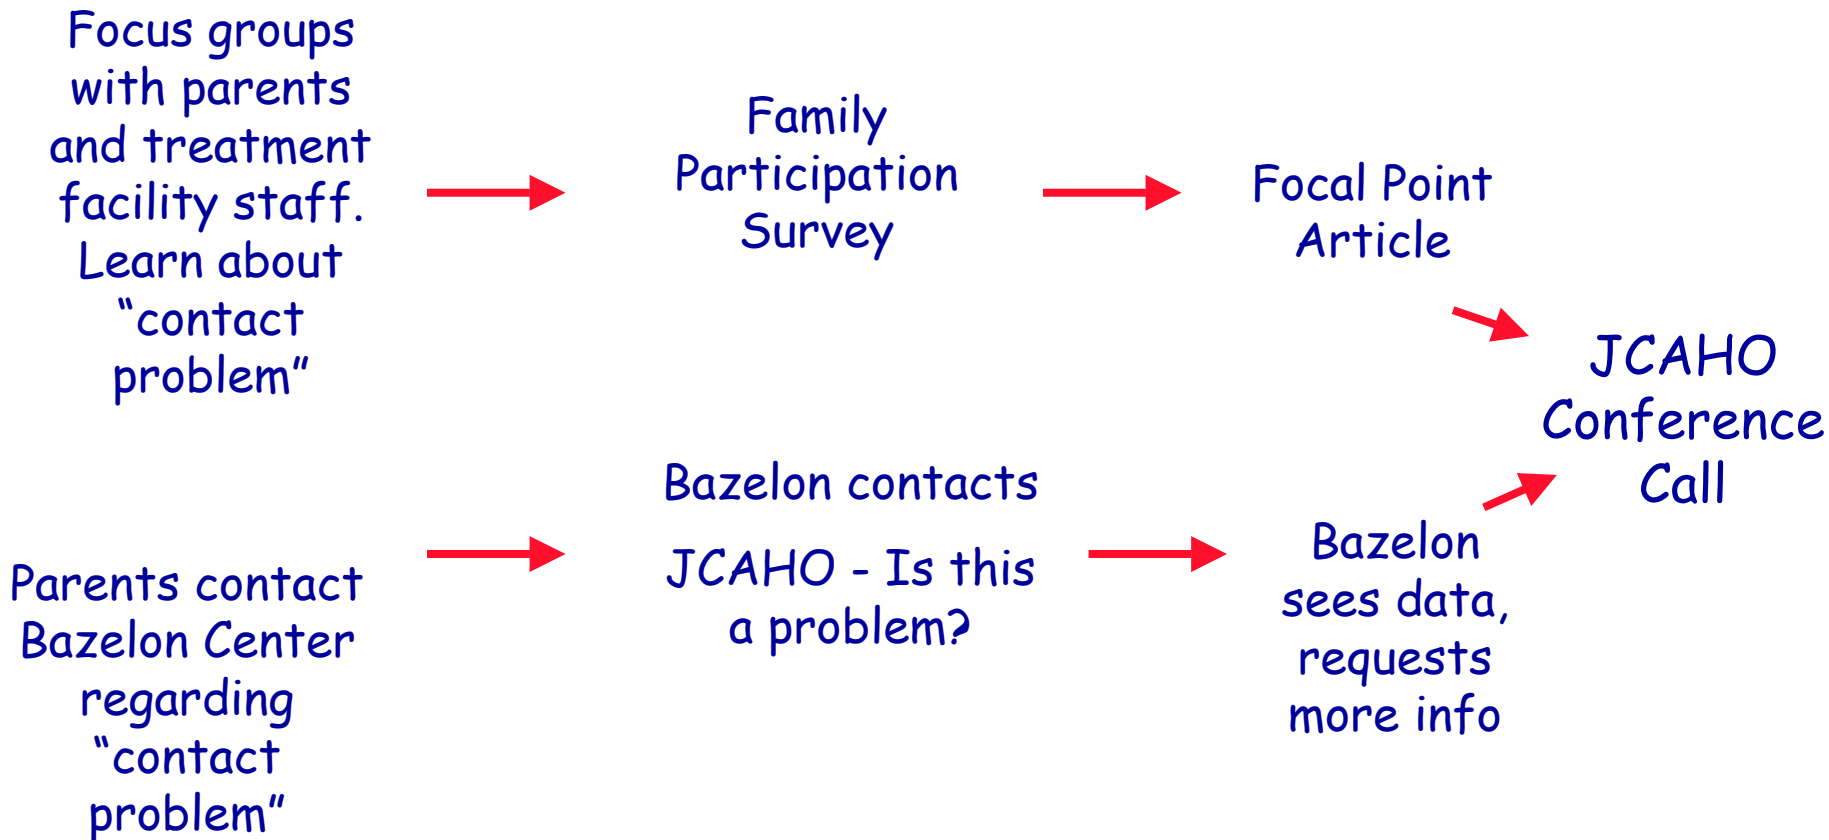 Focus groups
with parents
and treatment
facility staff.
Learn about
“contact
problem”
Family
Participation
Survey
Focal Point
Article
JCAHO
Conference
Call
Parents contact
Bazelon Center
regarding
“contact
problem”
Bazelon contacts
JCAHO - Is this
a problem?
Bazelon
sees data,
requests
more info